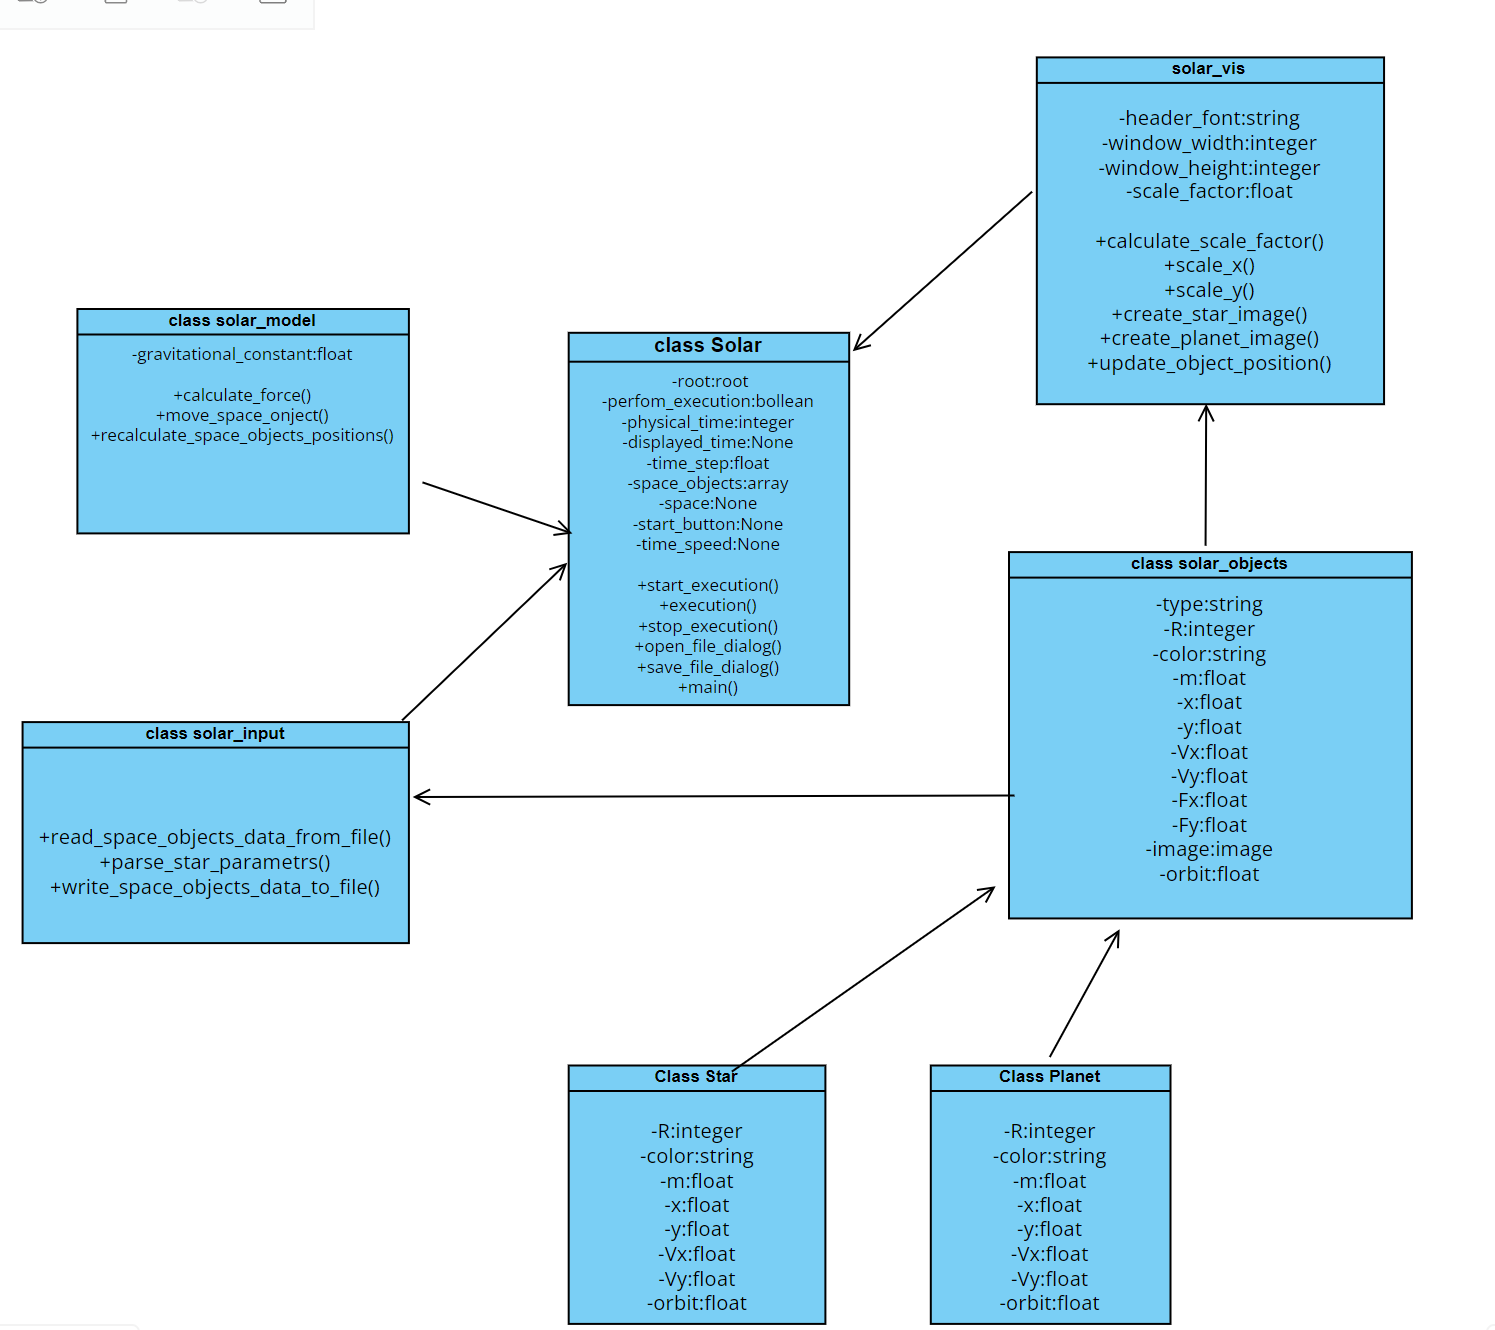 solar_vis
-header_font:string
-window_width:integer
-window_height:integer
-scale_factor:float
+calculate_scale_factor()
+scale_x()
+scale_y()
+create_star_image()
+create_planet_image()
+update_object_position()
class solar_model
-gravitational_constant:float
+calculate_force()
+move_space_onject()
+recalculate_space_objects_positions()
class Solar
-root:root
-perfom_execution:bollean
-physical_time:integer
-displayed_time:None
-time_step:float
-space_objects:array
-space:None
-start_button:None
-time_speed:None
+start_execution()
+execution()
+stop_execution()
+open_file_dialog()
+save_file_dialog()
+main()
class solar_objects
-type:string
-R:integer
-color:string
-m:float
-x:float
-y:float
-Vx:float
-Vy:float
-Fx:float
-Fy:float
-image:image
-orbit:float
class solar_input
+read_space_objects_data_from_file()
+parse_star_parametrs()
+write_space_objects_data_to_file()
Class Star
-R:integer
-color:string
-m:float
-x:float
-y:float
-Vx:float
-Vy:float
-orbit:float
Class Planet
-R:integer
-color:string
-m:float
-x:float
-y:float
-Vx:float
-Vy:float
-orbit:float